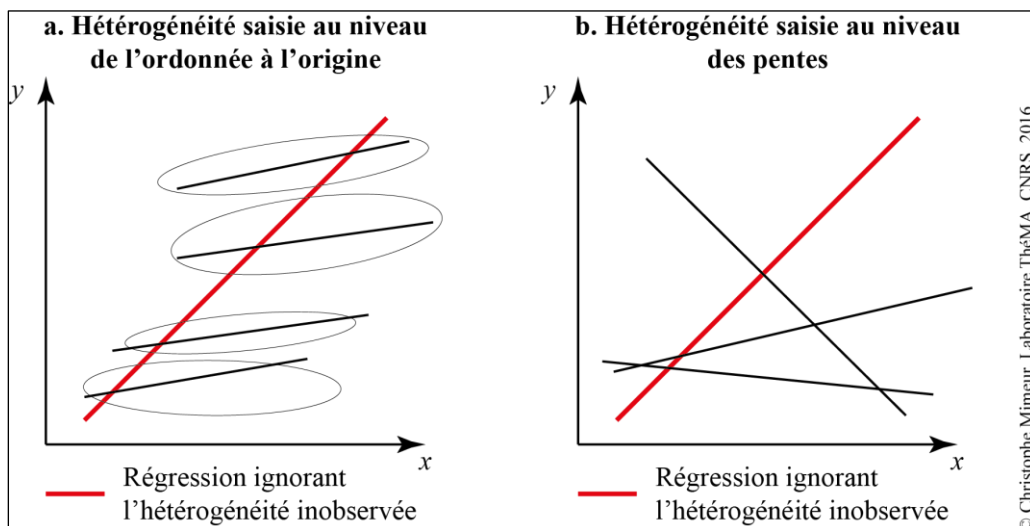 a. Hétérogénéité saisie au niveau
de l'ordonnée à l'origine
y
x
Régression ignorant
l'hétérogénéité inobservée
b. Hétérogénéité saisie au niveau
des pentes
y
x
Régression ignorant
l'hétérogénéité inobservée
© Christophe Mimeur, Laboratoire ThéMA, CNRS, 2016